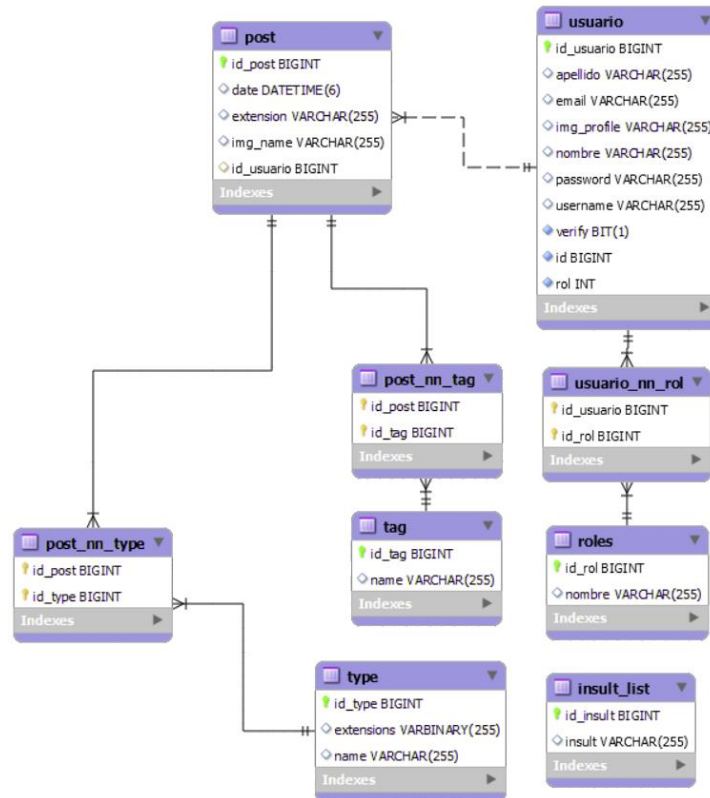 post
id_post BIGINT
date DATETIME(6)
extension VARCHAR(255)
img_name VARCHAR(255)
id_usuario BIGINT
Indexes
usuario
id_usuario BIGINT
apellido VARCHAR(255)
email VARCHAR(255)
img_profile VARCHAR(255)
nombre VARCHAR(255)
password VARCHAR(255)
username VARCHAR(255)
verify BIT(1)
id BIGINT
rol INT
Indexes
post_nn_tag
id_post BIGINT
id_tag BIGINT
Indexes
usuario_nn_rol
id_usuario BIGINT
id_rol BIGINT
Indexes
post_nn_type
id_post BIGINT
id_type BIGINT
Indexes
tag
id_tag BIGINT
name VARCHAR(255)
Indexes
roles
id_rol BIGINT
nombre VARCHAR(255)
Indexes
type
id_type BIGINT
extensions VARBINARY(255)
name VARCHAR(255)
Indexes
insult_list
id_insult BIGINT
insult VARCHAR(255)
Indexes